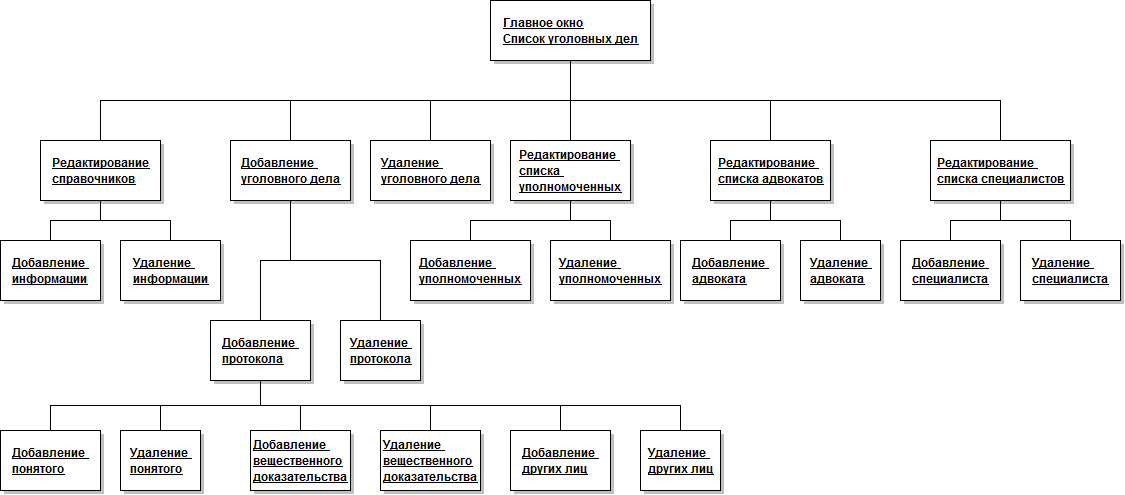 Главное окно
Список уголовных дел
Редактирование
справочников
Добавление
уголовного дела
Удаление
уголовного дела
Редактирование
списка
уполномоченных
Редактирование
списка адвокатов
Редактирование
списка специалистов
Добавление
информации
Удаление
информации
Добавление
уполномоченных
Удаление
уполномоченных
Добавление
адвоката
Удаление
адвоката
Добавление
специалиста
Удаление
специалиста
Добавление
протокола
Удаление
протокола
Добавление
понятого
Удаление
понятого
Добавление
вещественного
доказательства
Удаление
вещественного
доказательства
Добавление
других лиц
Удаление
других лиц